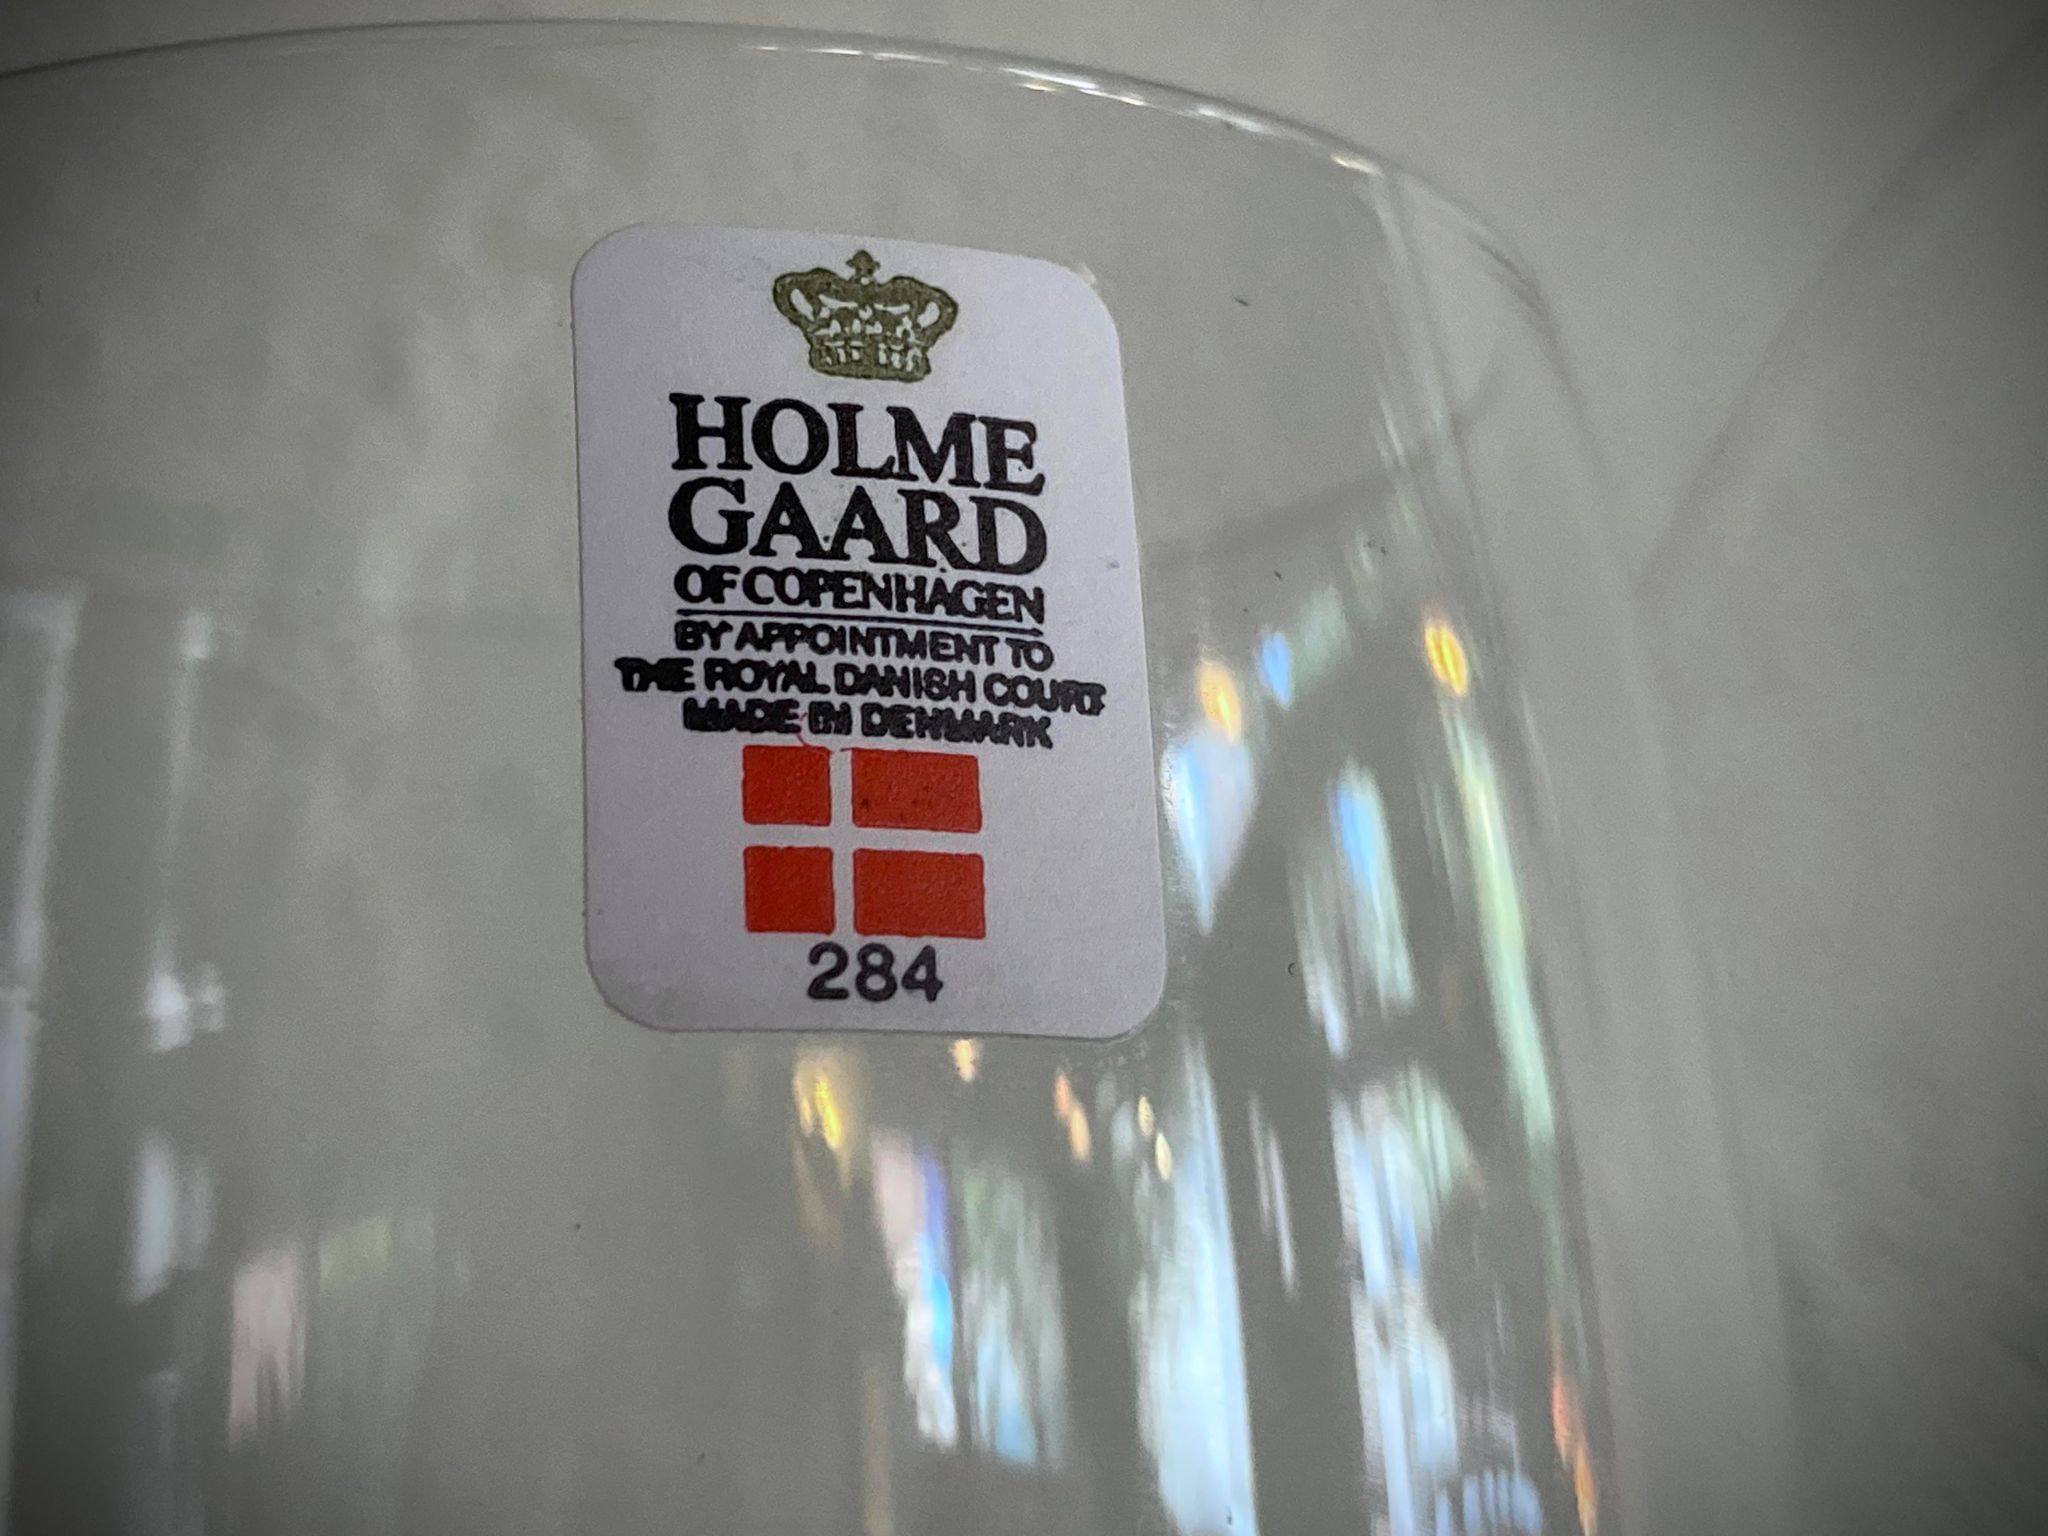 HOLME
GAARD
OF COPENHAGEN
BY APPOINTMENT TO
THE ROYAL DANISH COURT
MADE IN DENMARK
284